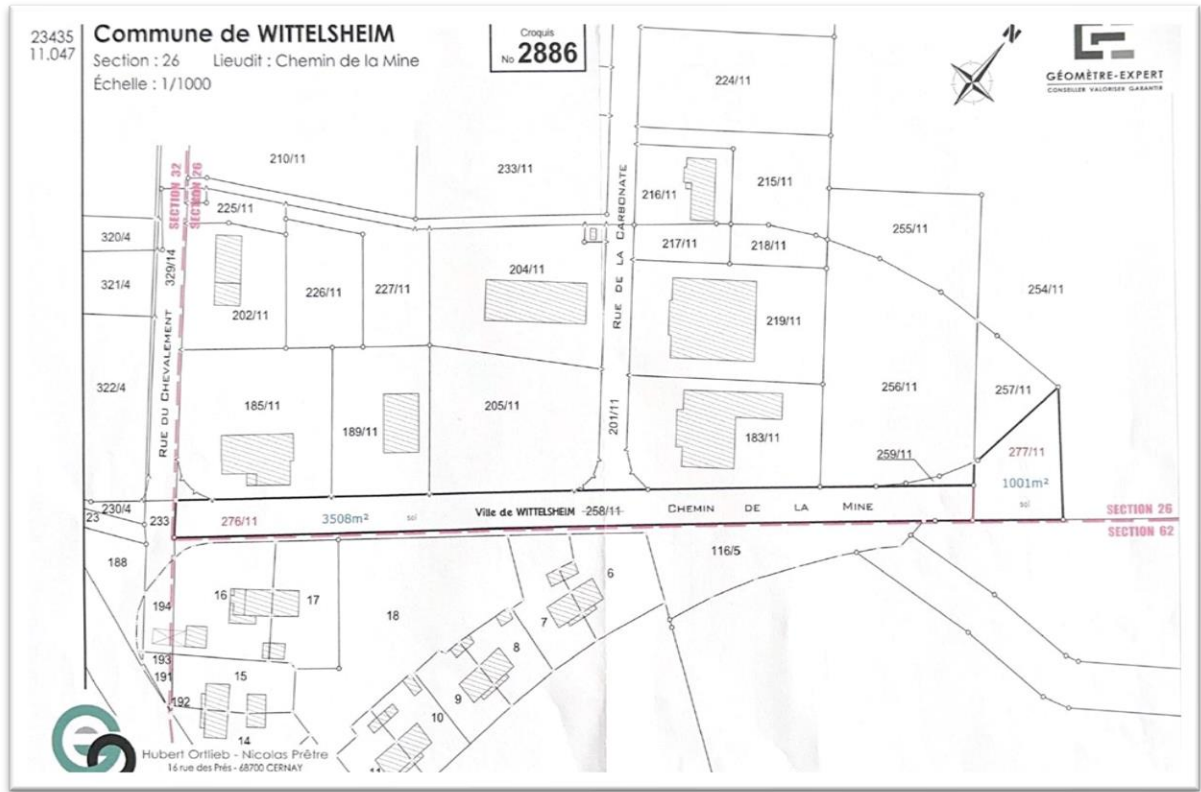 23435
11.047
Commune de WITTELSHEIM
Section : 26 Lieudit : Chemin de la Mine
Échelle : 1/1000
Croquis
No 2886
N
GÉOMÈTRE-EXPERT
CONSEILLER VALORISER GARANTIR
224/11
210/11
233/11
SECTION 32
SECTION 26
216/11
215/11
225/11
320/4
329/14
217/11
218/11
255/11
204/11
321/4
226/11
227/11
254/11
202/11
RUE DE LA CARBONATE
219/11
RUE DU CHEVALEMENT
322/4
256/11
257/11
185/11
205/11
189/11
201/11
183/11
259/11
277/11
1001m²
sol
230/4
23
233
276/11
3508m²
sol
Ville de WITTELSHEIM 258/11
CHEMIN DE LA MINE
SECTION 26
SECTION 62
188
116/5
6
194
16
17
18
7
8
193
191
15
9
192
10
14
11
Hubert Ortlieb - Nicolas Prêtre
16 rue des Prés - 68700 CERNAY